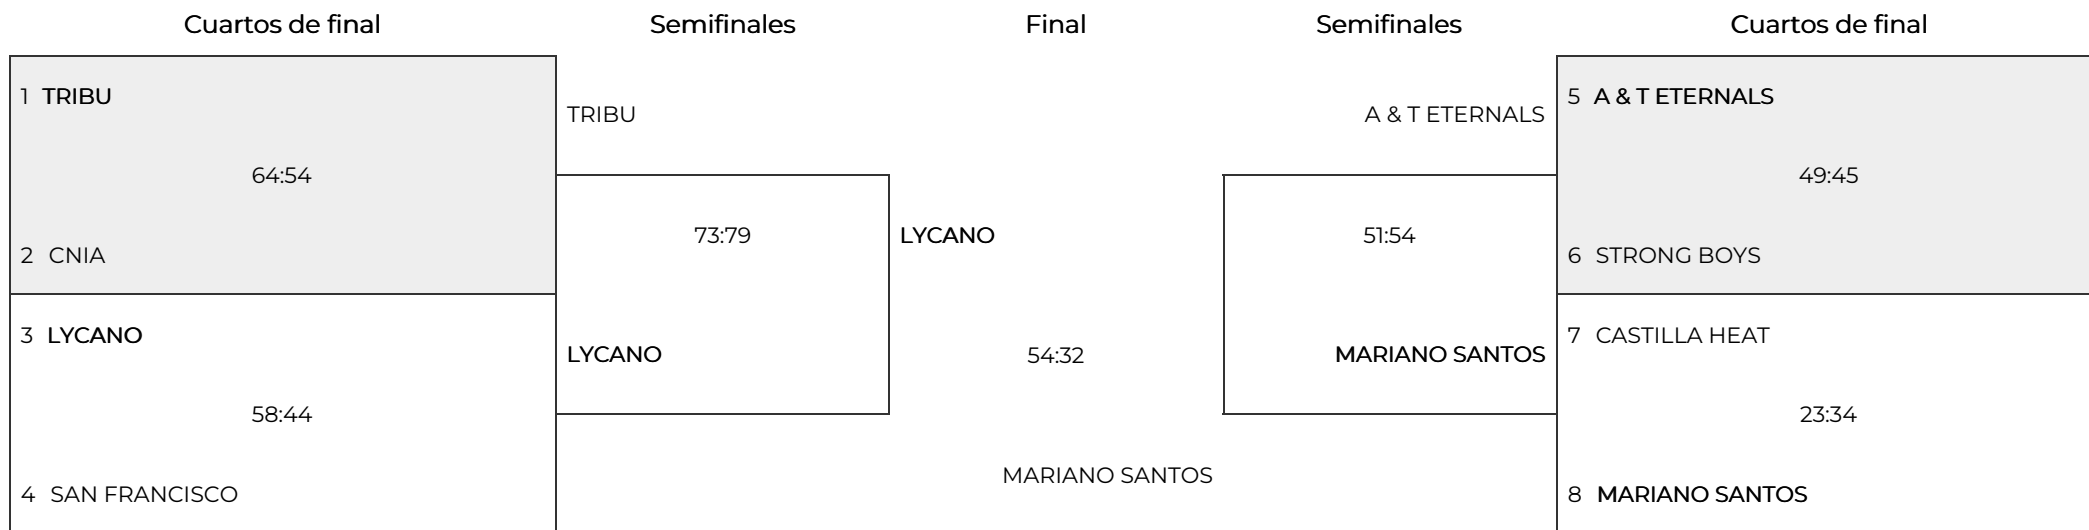 Cuartos de final
Semifinales
Final
Semifinales
Cuartos de final
1 TRIBU
64:54
2 CNIA
3 LYCANO
58:44
4 SAN FRANCISCO
TRIBU
73:79
LYCANO
LYCANO
54:32
MARIANO SANTOS
A & T ETERNALS
51:54
MARIANO SANTOS
5 A & T ETERNALS
49:45
6 STRONG BOYS
7 CASTILLA HEAT
23:34
8 MARIANO SANTOS